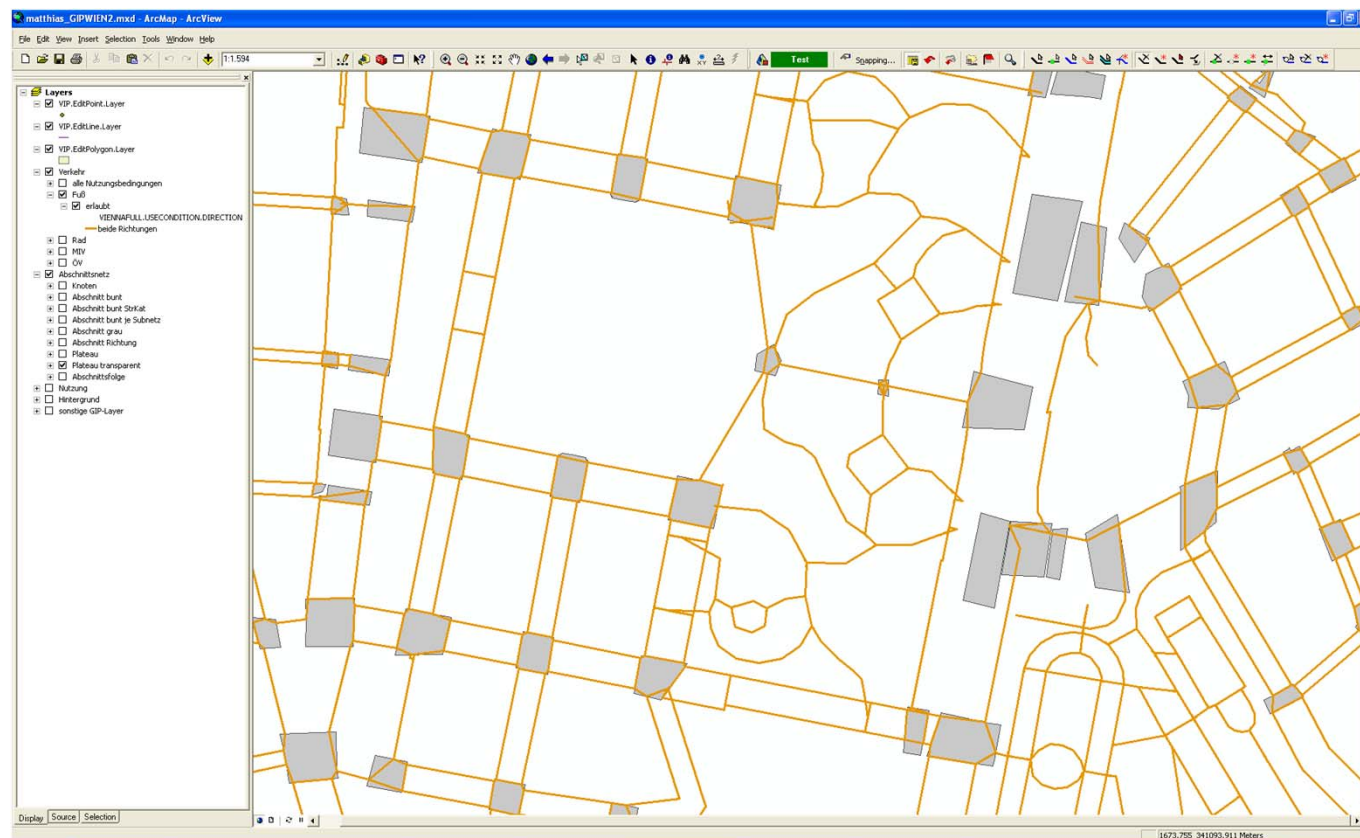 matthias_GIPWIEN2.mxd - ArcMap - ArcView
File Edit View Insert Selection Tools Window Help
1:1.594
Test
Snapping...
Layers
VIP.EditPoint.Layer
VIP.EditLine.Layer
VIP.EditPolygon.Layer
Verkehr
alle Nutzungsbedingungen
Fuß
erlaubt
VIENNAFULL.USECONDITION.DIRECTION
beide Richtungen
Rad
MIV
ÖV
Abschnittsnetz
Knoten
Abschnitt bunt
Abschnitt bunt StrKat
Abschnitt bunt je Subnetz
Abschnitt grau
Abschnitt Richtung
Plateau
Plateau transparent
Abschnittsfolge
Nutzung
Hintergrund
sonstige GIP-Layer
Display Source Selection
1673,755 341093,911 Meters